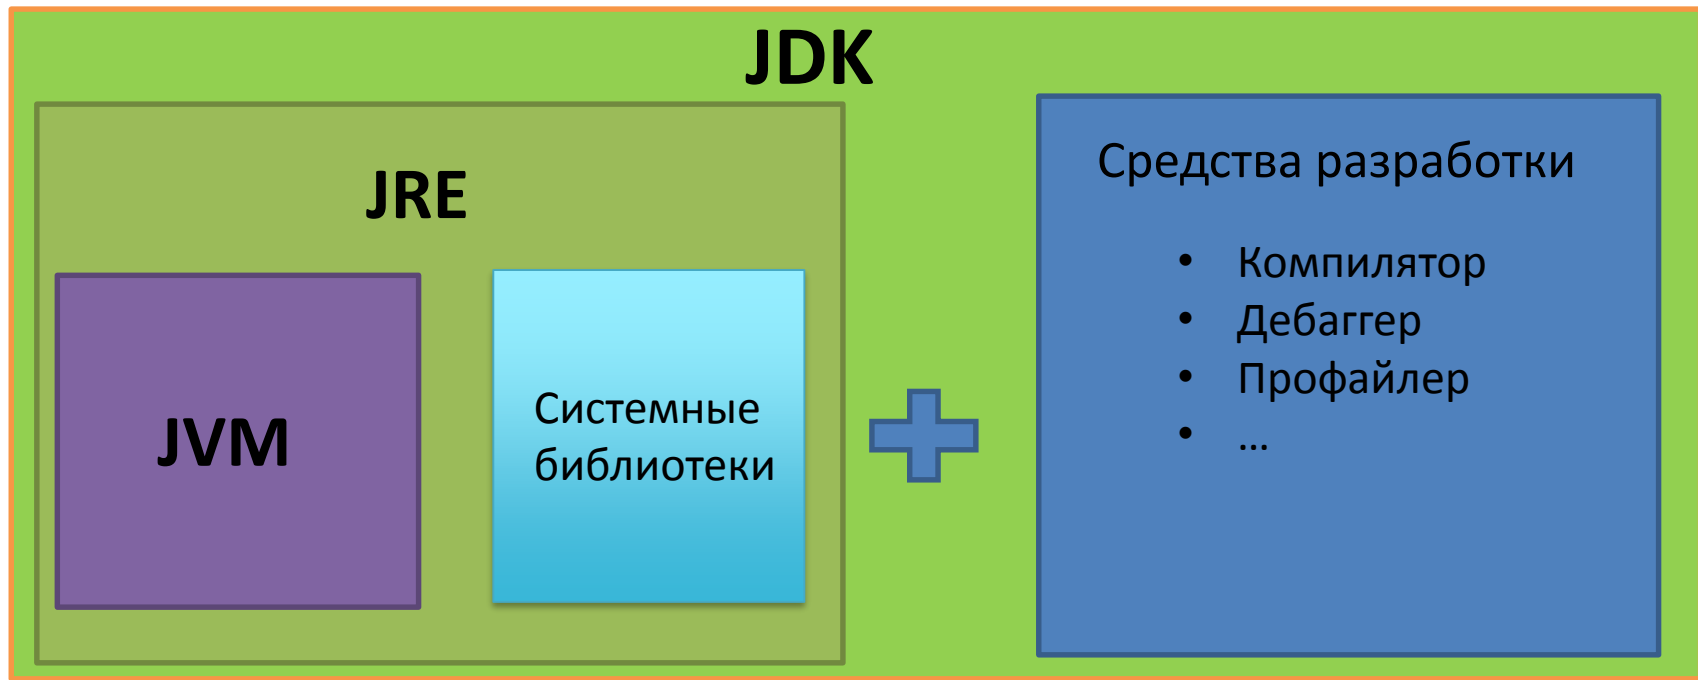 JDK
JRE
JVM
Системные
библиотеки
Средства разработки
• Компилятор
• Дебаггер
• Профайлер
• ...